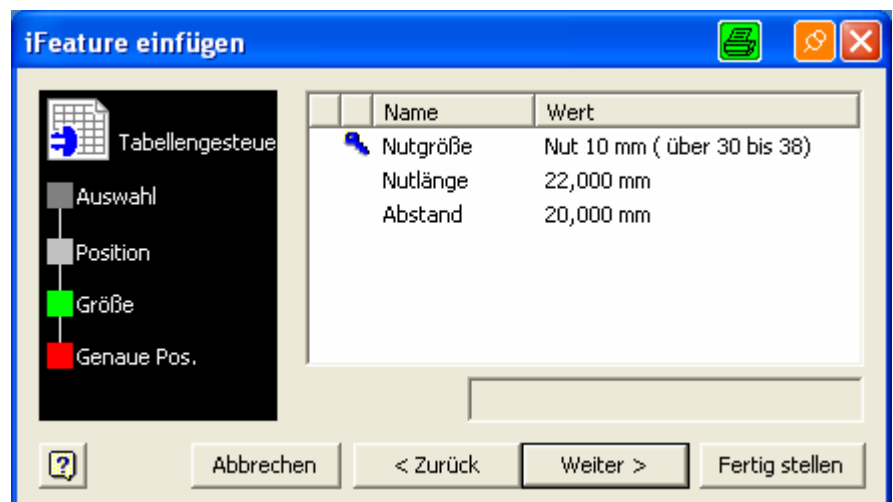 iFeature einfügen
Tabellengesteue
Auswahl
Position
Größe
Genaue Pos.
Name Wert
Nutgröße Nut 10 mm ( über 30 bis 38)
Nutlänge 22,000 mm
Abstand 20,000 mm
? Abbrechen < Zurück Weiter > Fertig stellen